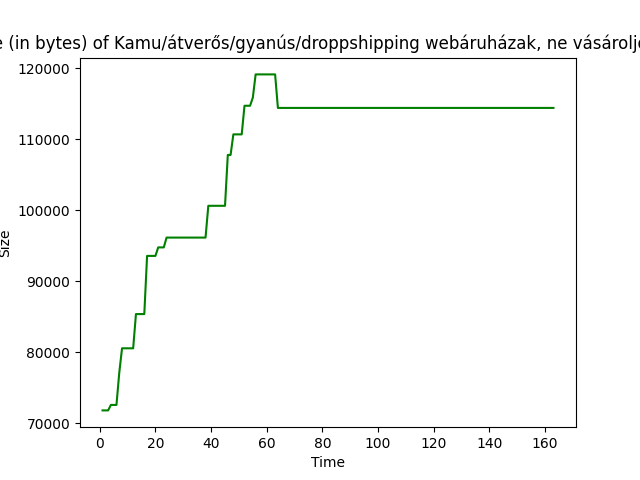 (in bytes) of Kamu/átverős/gyanús/droppshipping webáruházak, ne
120000
110000
100000
90000
80000
70000
Size
0 20 40 60 80 100 120 140 160
Time